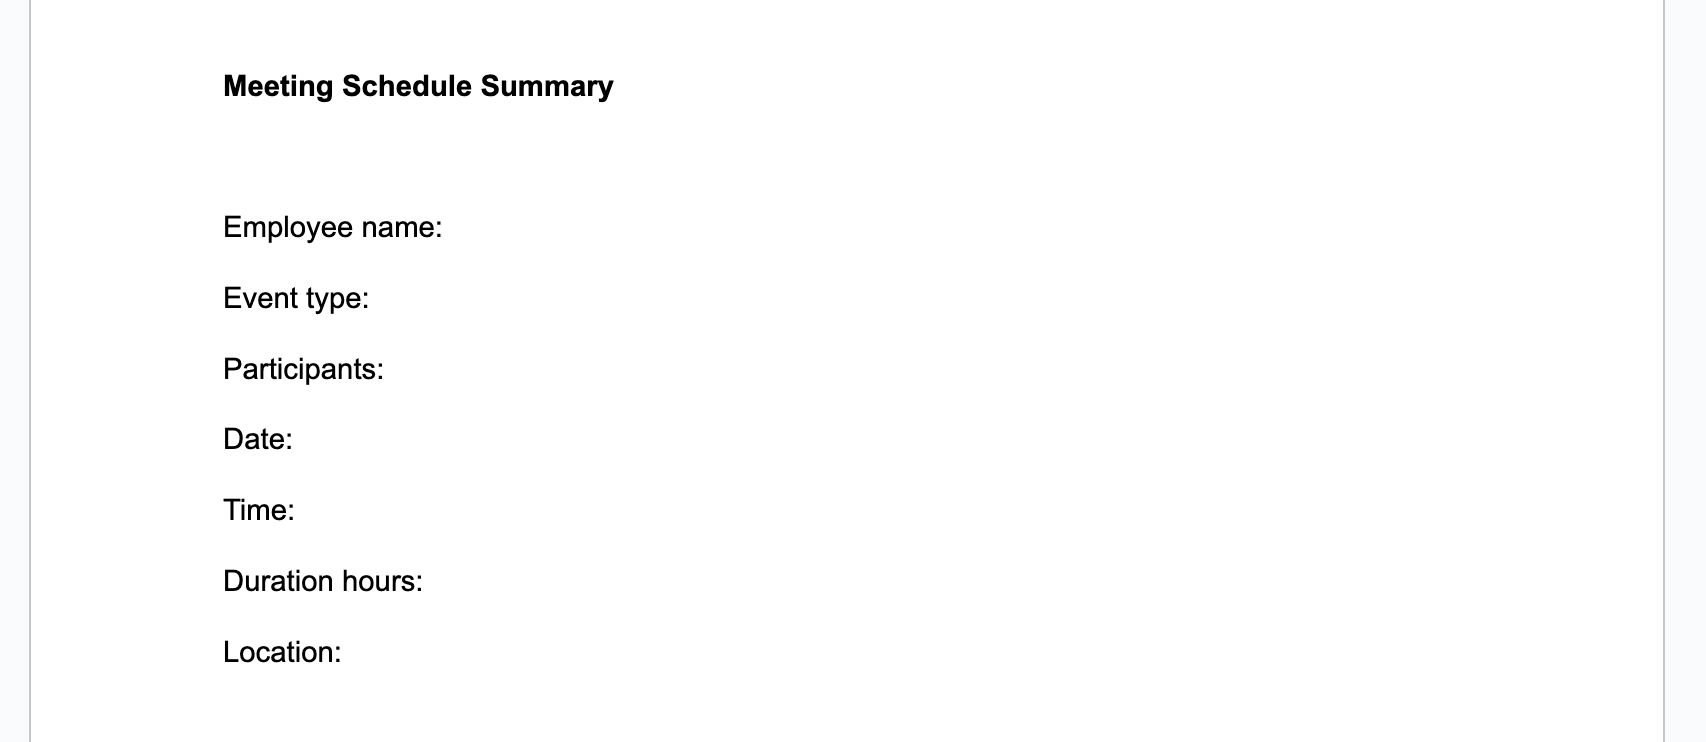 Meeting Schedule Summary
Employee name:
Event type:
Participants:
Date:
Time:
Duration hours:
Location: